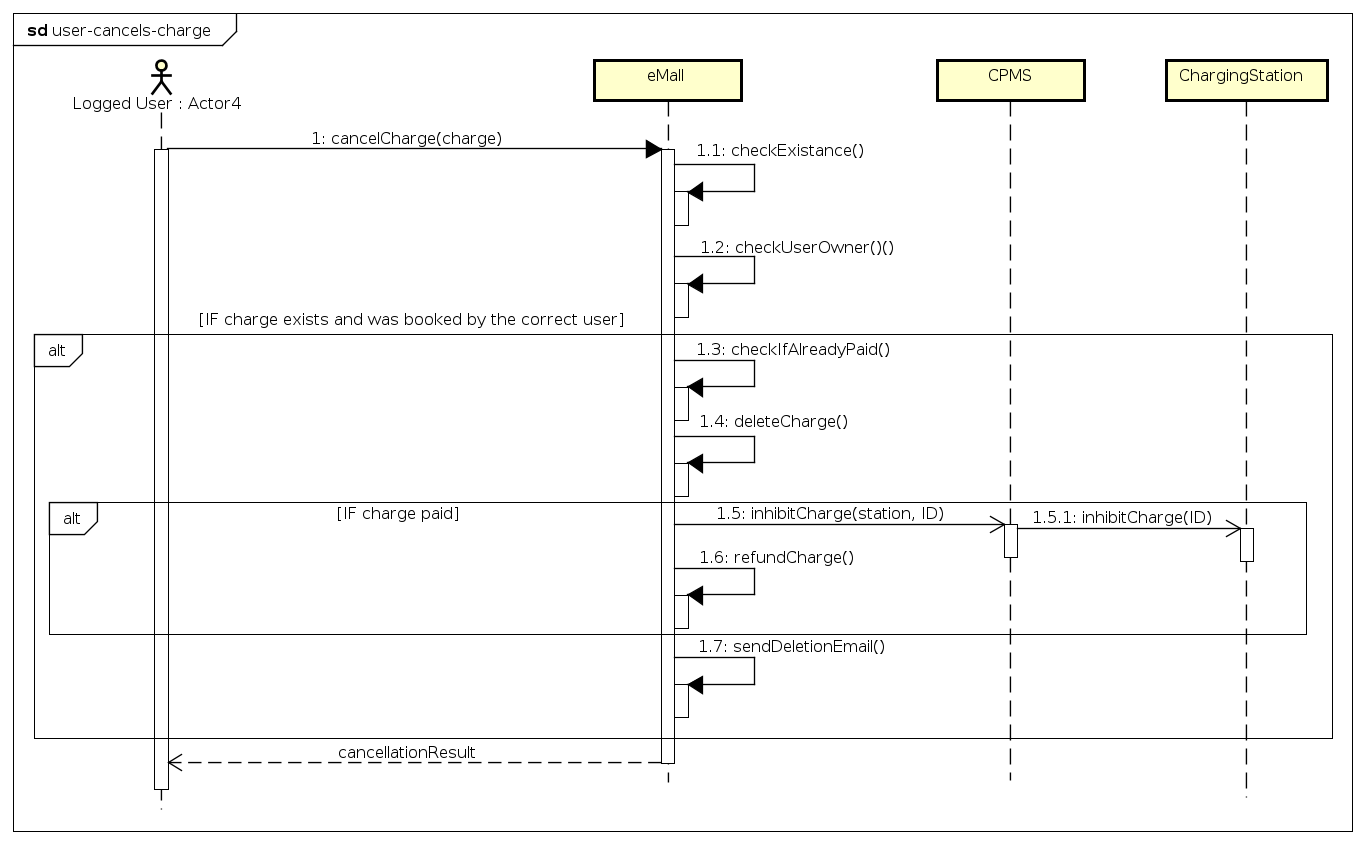 sd user-cancels-charge
Logged User : Actor4
eMall
CPMS
ChargingStation
1: cancelCharge(charge)
1.1: checkExistance()
1.2: checkUserOwner()()
[IF charge exists and was booked by the correct user]
alt
1.3: checkIfAlreadyPaid()
1.4: deleteCharge()
alt
[IF charge paid]
1.5: inhibitCharge(station, ID)
1.5.1: inhibitCharge(ID)
1.6: refundCharge()
1.7: sendDeletionEmail()
cancellationResult